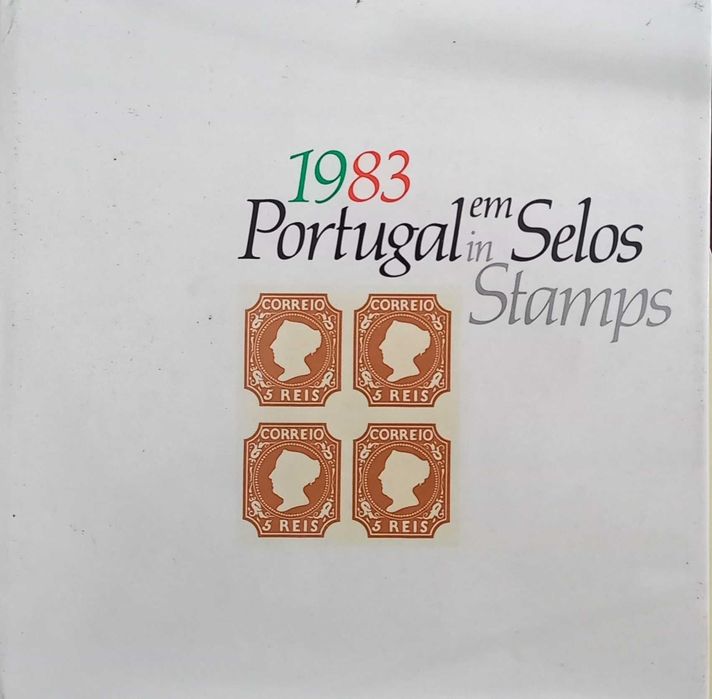 1983
Portugal em Selos
in
Stamps
CORREIO CORREIO
5 REIS 5 REIS
CORREIO CORREIO
5 REIS 5 REIS